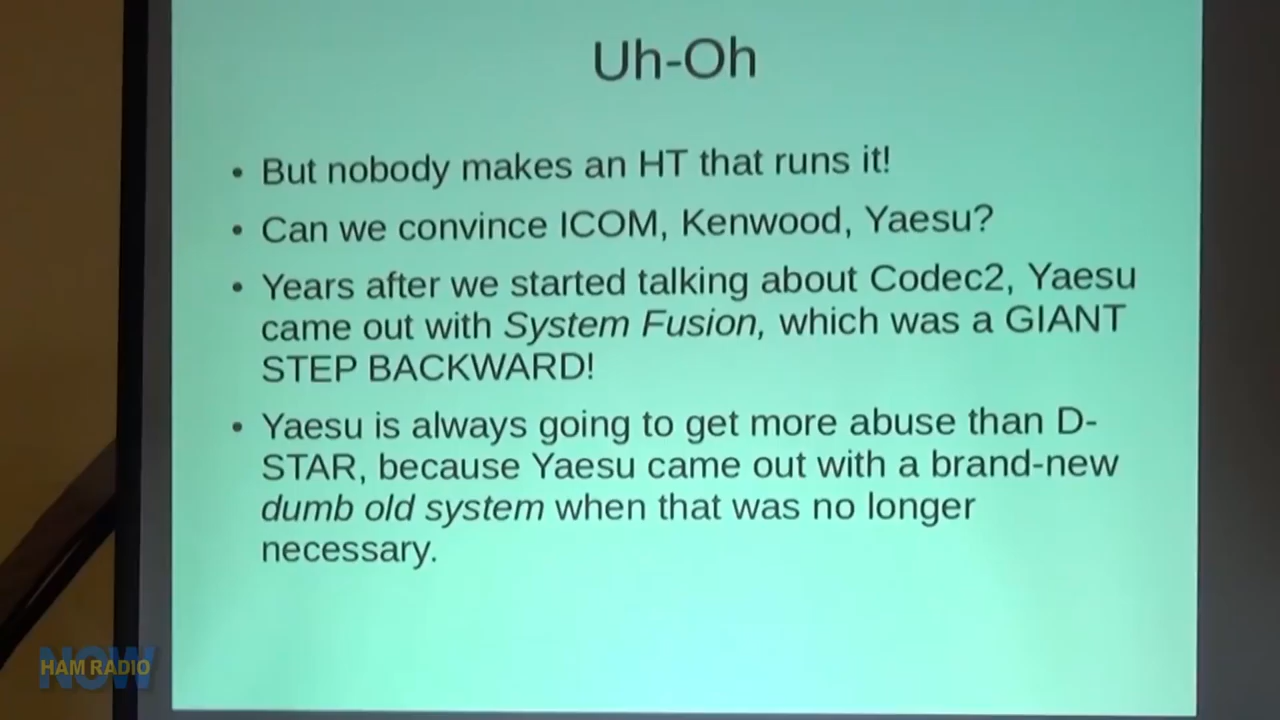 Uh-Oh
• But nobody makes an HT that runs it!
• Can we convince ICOM, Kenwood, Yaesu?
• Years after we started talking about Codec2, Yaesu
came out with System Fusion, which was a GIANT
STEP BACKWARD!
• Yaesu is always going to get more abuse than D-
STAR, because Yaesu came out with a brand-new
dumb old system when that was no longer
necessary.
HAM RADIO
NOW